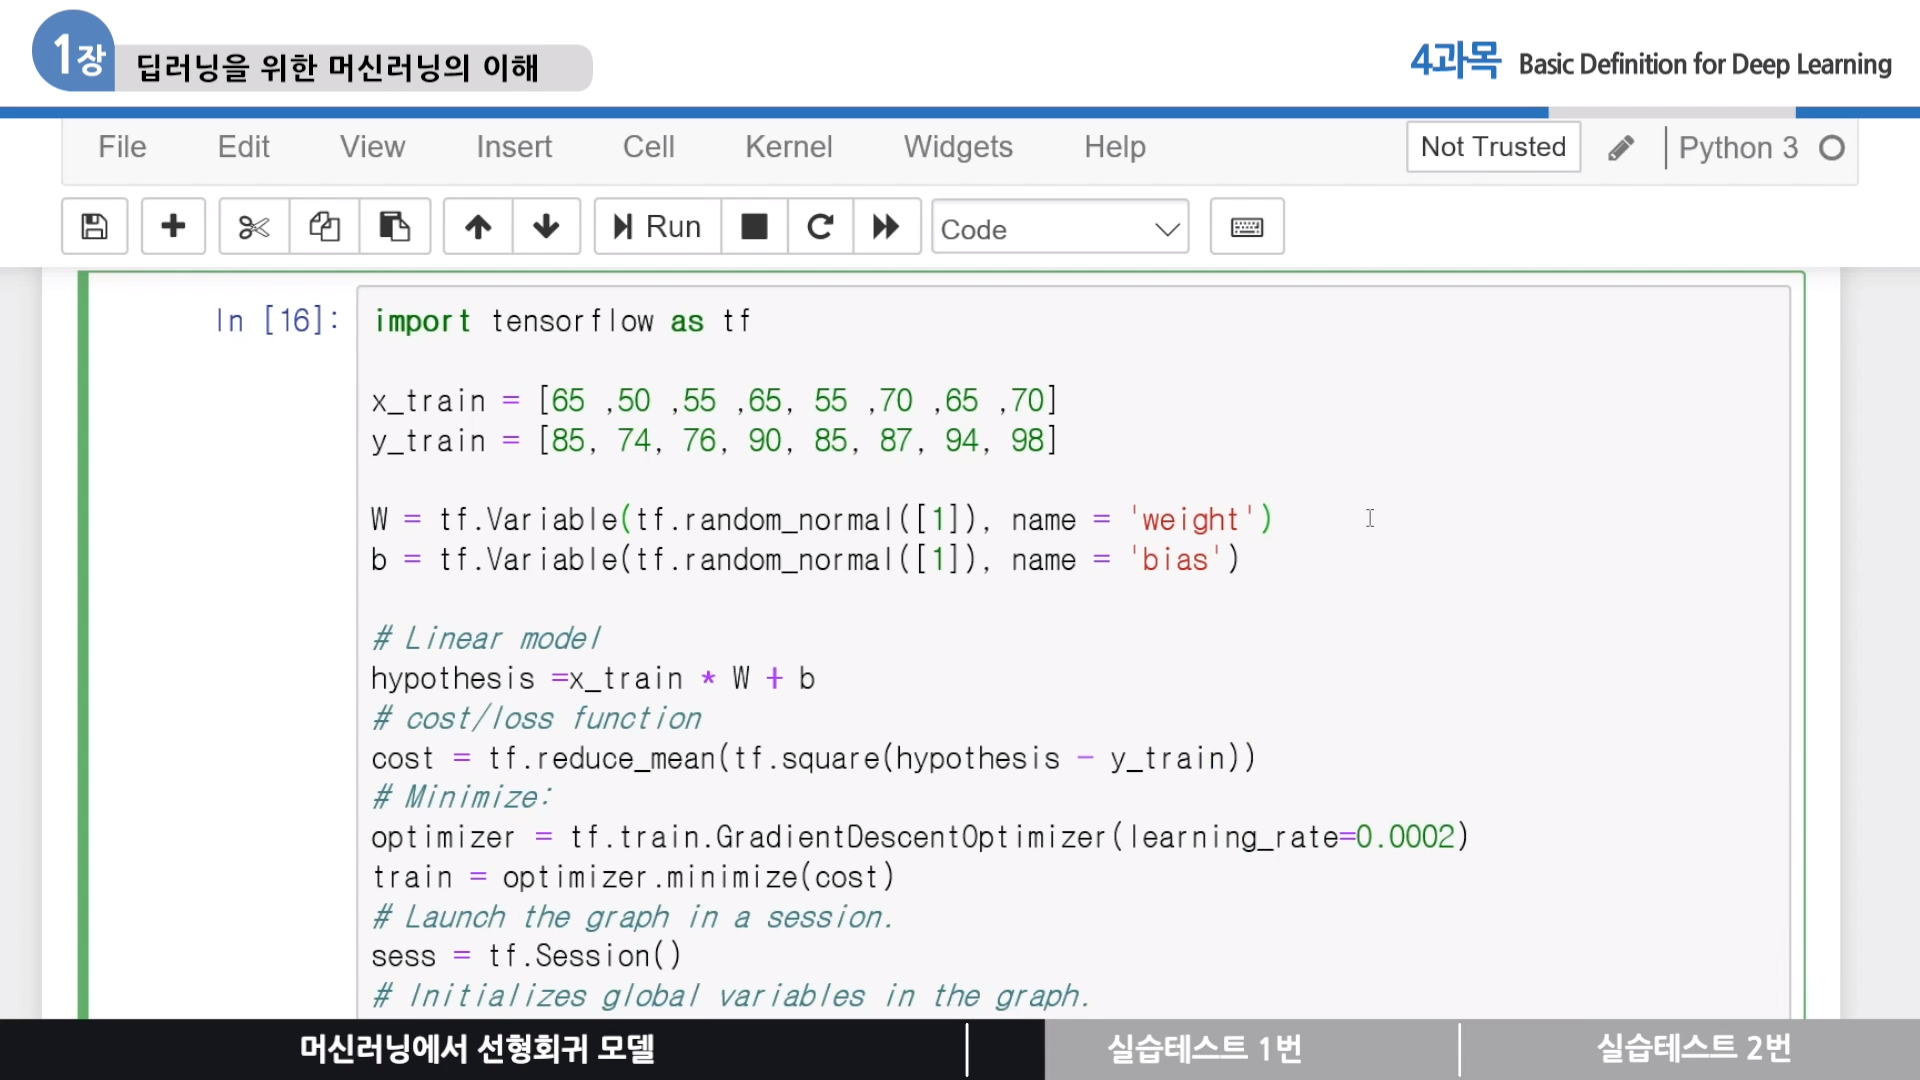 1장 딥러닝을 위한 머신러닝의 이해
4과목 Basic Definition for Deep Learning
File Edit View Insert Cell Kernel Widgets Help Not Trusted Python 3
Run Code
In [16]: import tensorflow as tf
x_train = [65 ,50 ,55 ,65, 55 ,70 ,65 ,70]
y_train = [85, 74, 76, 90, 85, 87, 94, 98]
W = tf.Variable(tf.random_normal([1]), name = 'weight')
b = tf.Variable(tf.random_normal([1]), name = 'bias')
# Linear model
hypothesis =x_train * W + b
# cost/loss function
cost = tf.reduce_mean(tf.square(hypothesis - y_train))
# Minimize:
optimizer = tf.train.GradientDescentOptimizer(learning_rate=0.0002)
train = optimizer.minimize(cost)
# Launch the graph in a session.
sess = tf.Session()
# Initializes global variables in the graph.
머신러닝에서 선형회귀 모델 실습테스트 1번 실습테스트 2번